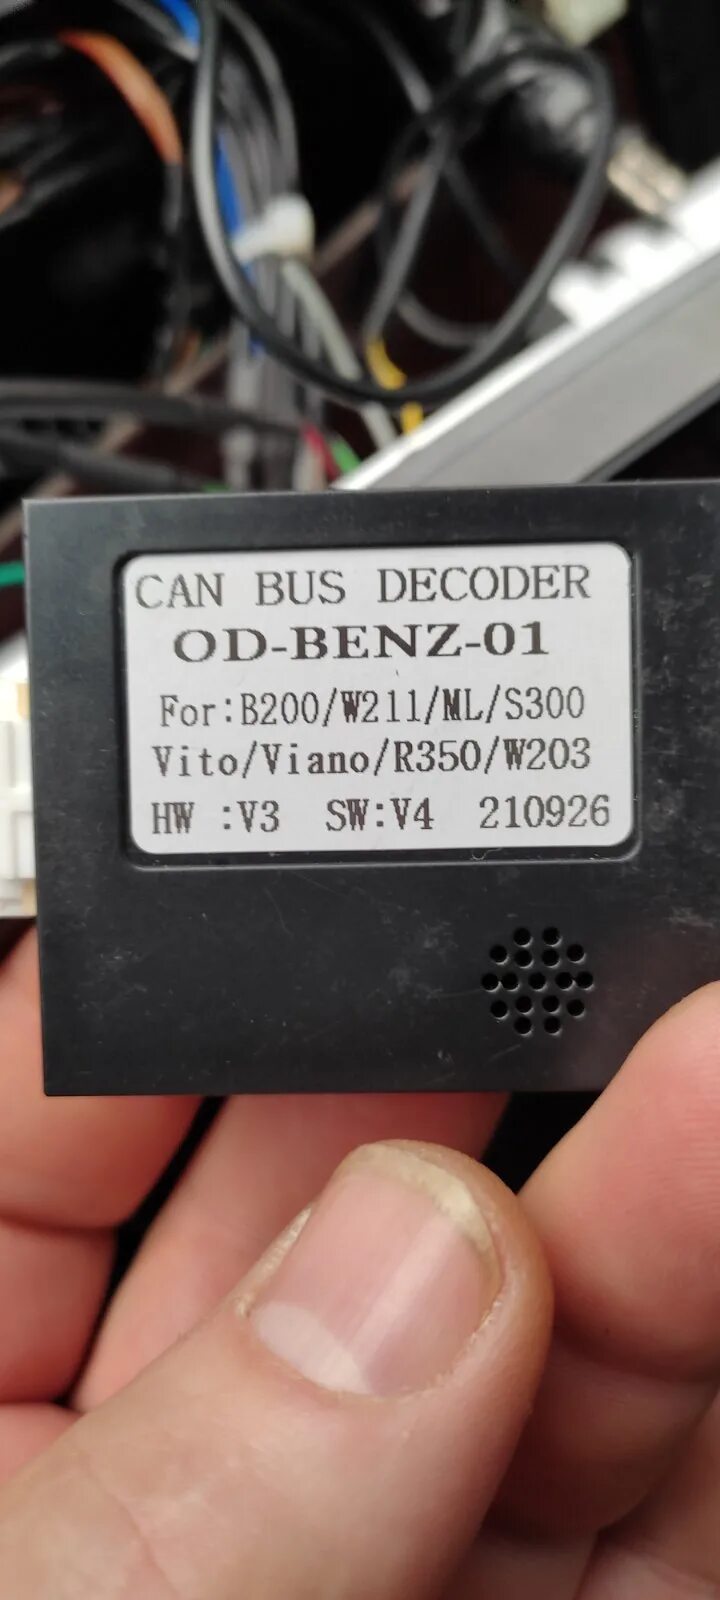 CAN BUS DECODER
OD-BENZ-01
For:B200/W211/ML/S300
Vito/Viano/R350/W203
HW :V3 SW:V4 210926